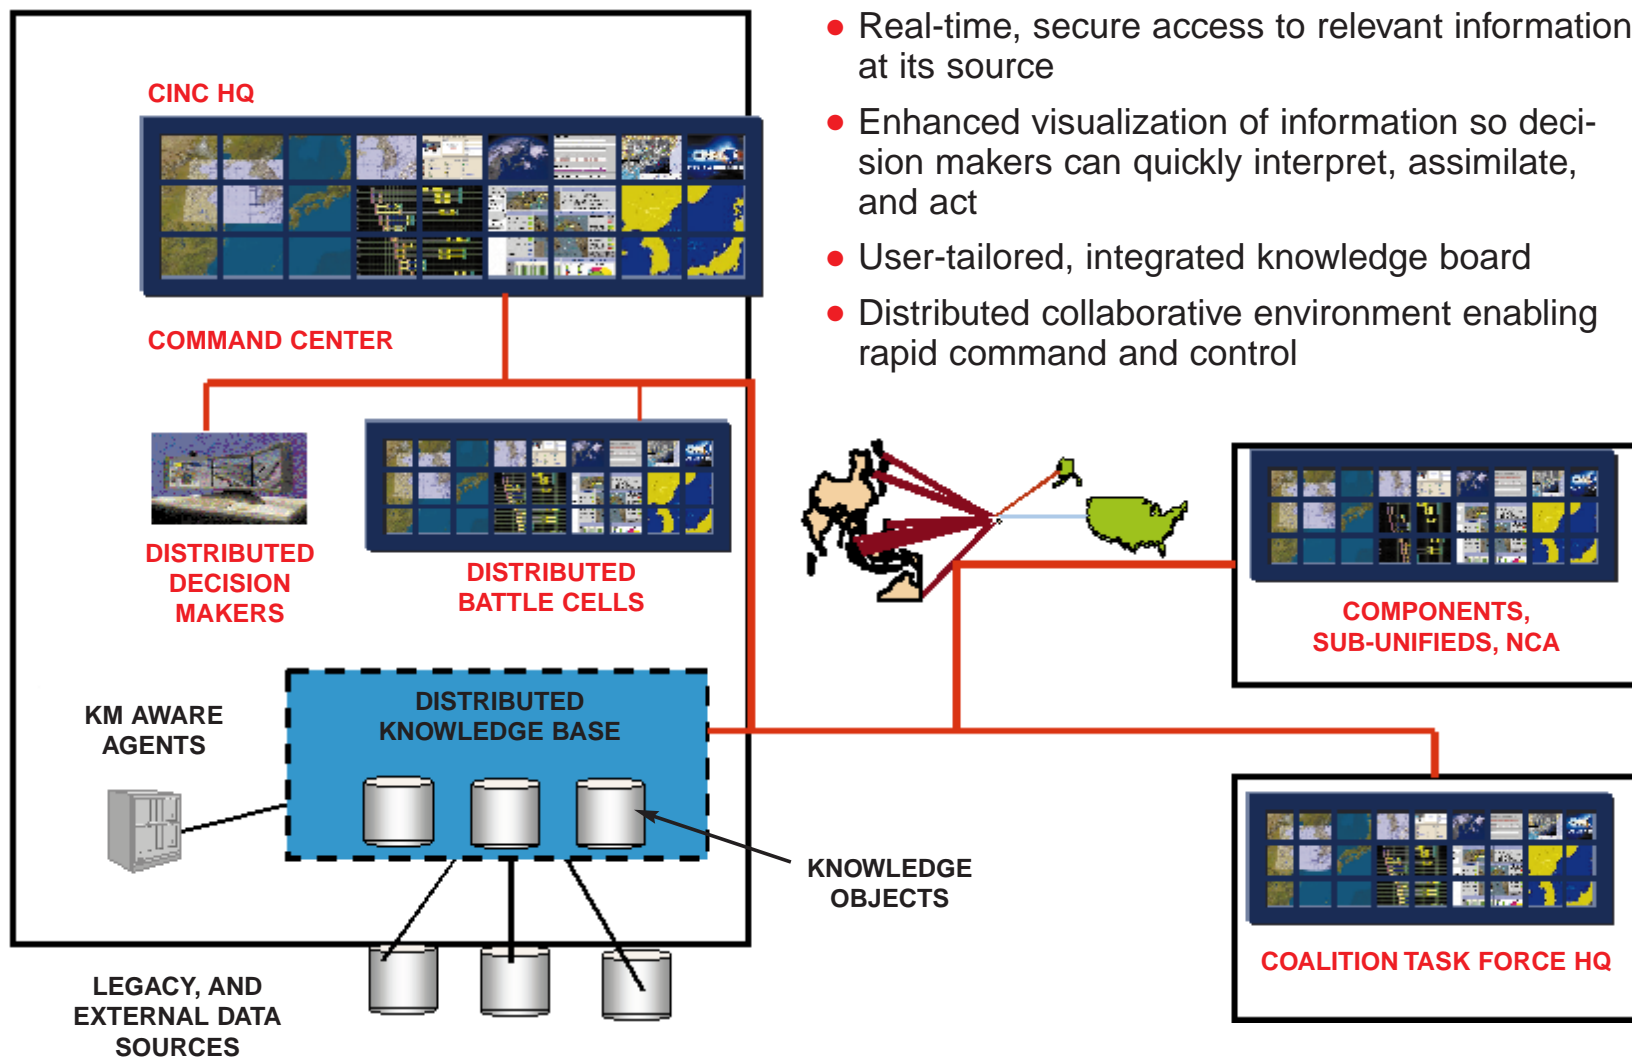 ● Real-time, secure access to relevant information
at its source
● Enhanced visualization of information so deci-
sion makers can quickly interpret, assimilate,
and act
● User-tailored, integrated knowledge board
● Distributed collaborative environment enabling
rapid command and control
CINC HQ
COMMAND CENTER
DISTRIBUTED
DECISION
MAKERS
DISTRIBUTED
BATTLE CELLS
COMPONENTS,
SUB-UNIFIEDS, NCA
KM AWARE
AGENTS
DISTRIBUTED
KNOWLEDGE BASE
KNOWLEDGE
OBJECTS
COALITION TASK FORCE HQ
LEGACY, AND
EXTERNAL DATA
SOURCES